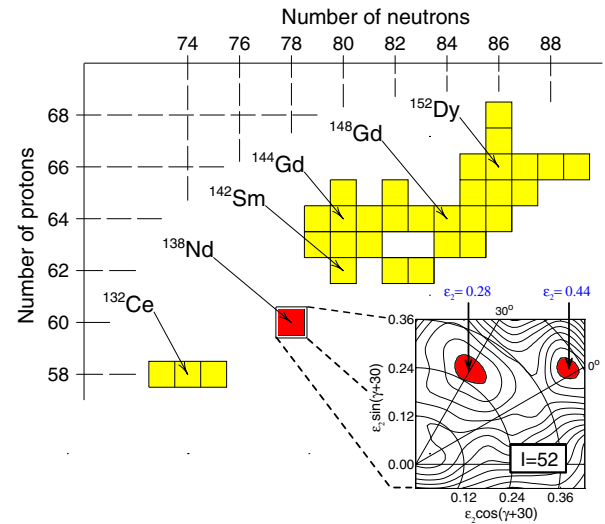 Number of neutrons
74 76 78 80 82 84 86 88
Number of protons
68
66
64
62
60
58
¹⁵²Dy
¹⁴⁸Gd
¹⁴⁴Gd
¹⁴²Sm
¹³⁸Nd
¹³²Ce
ε₂= 0.28 ε₂= 0.44
30º
0º
0.36
0.24
0.12
0.00
ε₂sin(γ+30)
I=52
0.12 0.24 0.36
ε₂cos(γ+30)